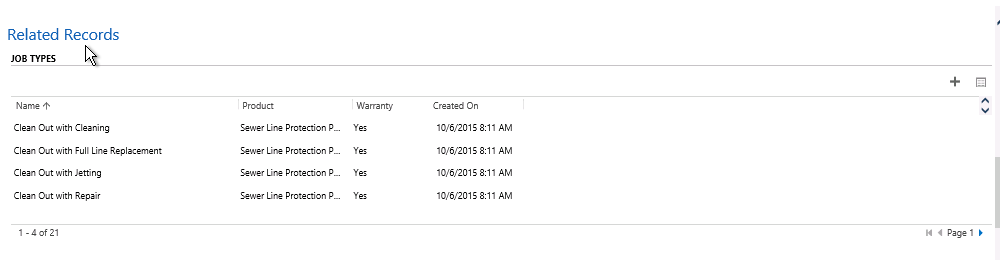 Related Records
JOB TYPES
Name Product Warranty Created On
Clean Out with Cleaning Sewer Line Protection P... Yes 10/6/2015 8:11 AM
Clean Out with Full Line Replacement Sewer Line Protection P... Yes 10/6/2015 8:11 AM
Clean Out with Jetting Sewer Line Protection P... Yes 10/6/2015 8:11 AM
Clean Out with Repair Sewer Line Protection P... Yes 10/6/2015 8:11 AM
1 - 4 of 21 Page 1